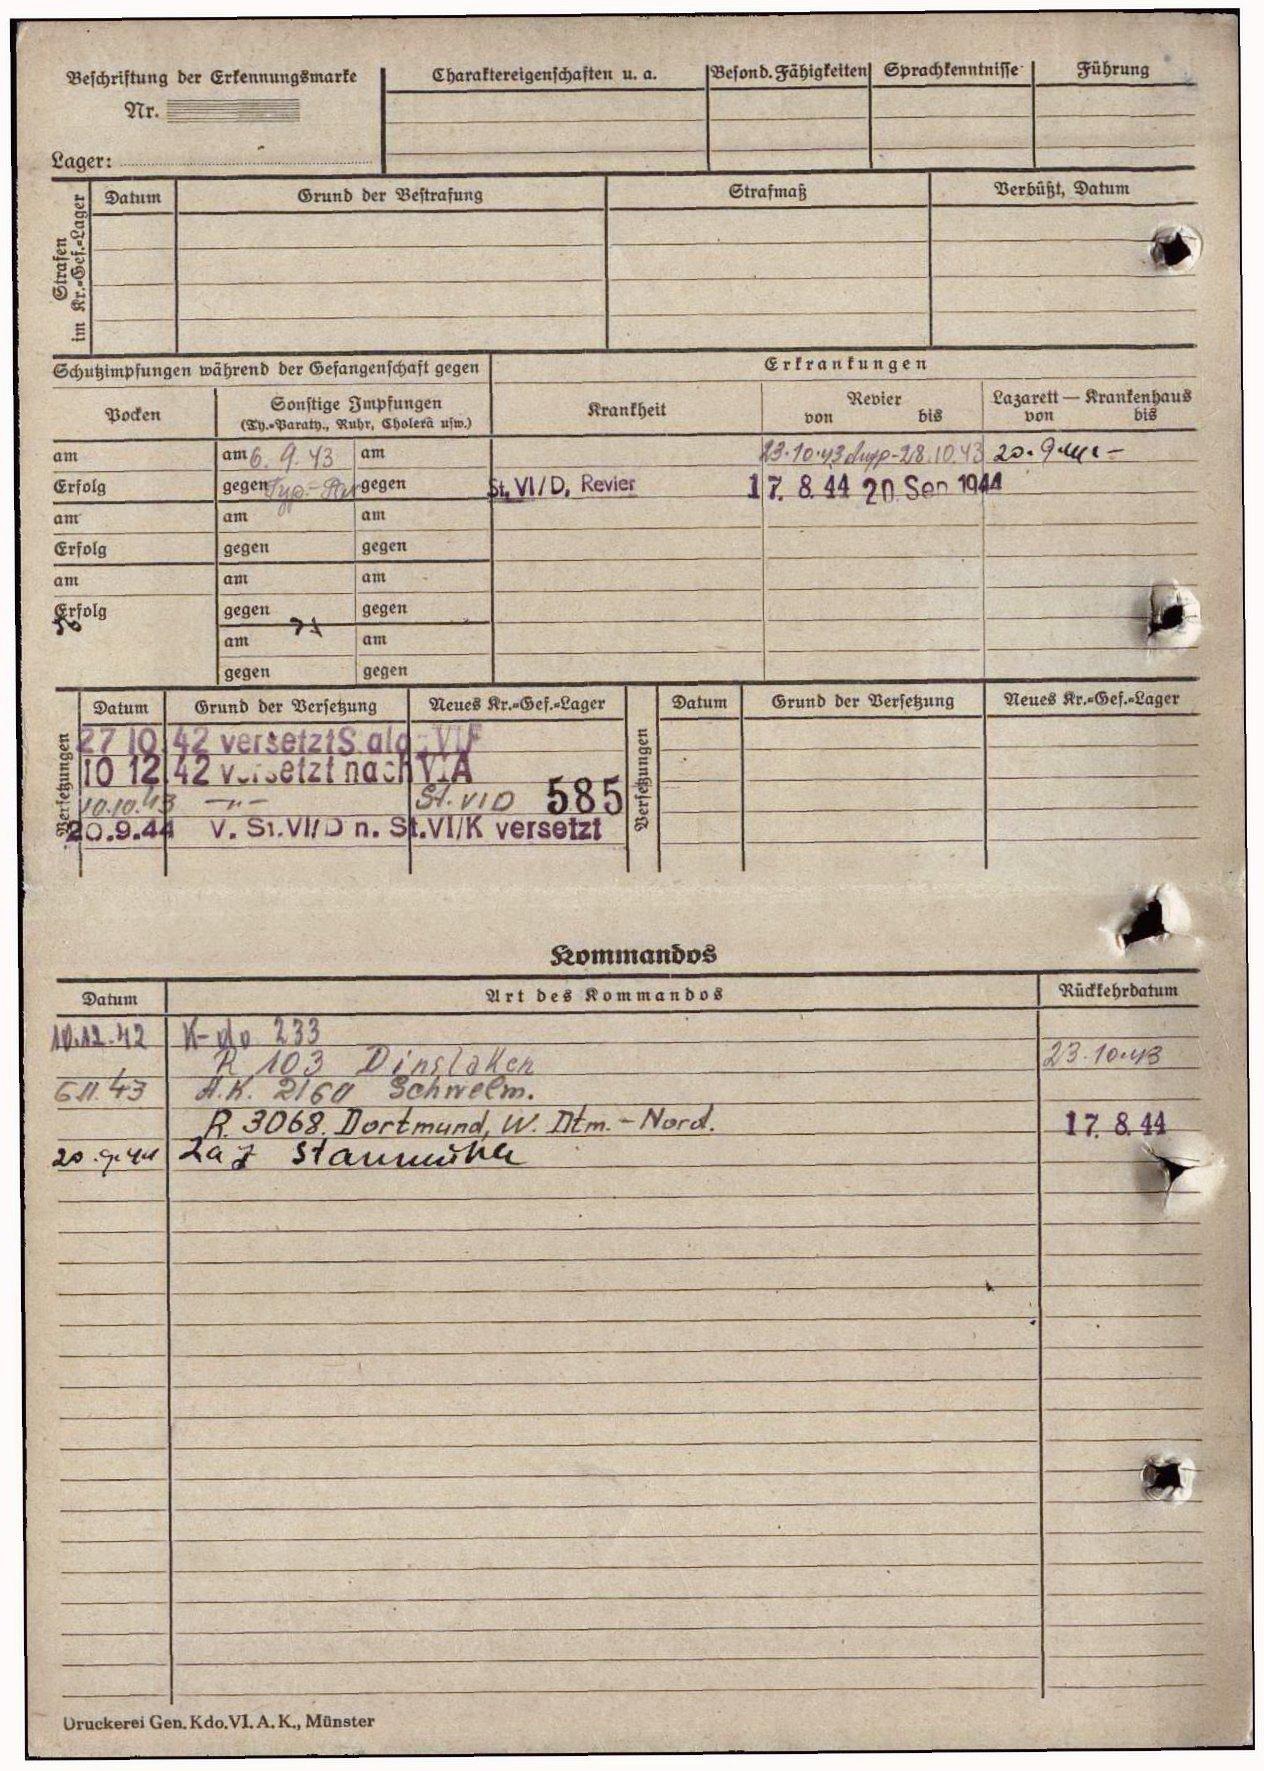 Beschriftung der Erkennungsmarke
Nr.
Lager:
Charaktereigenschaften u. a.
Besond. Fähigkeiten
Sprachkenntnisse
Führung
Strafen im Kr.-Gef.-Lager
Datum
Grund der Bestrafung
Strafmaß
Verbüßt, Datum
Schutzimpfungen während der Gefangenschaft gegen
Erkrankungen
Pocken
Sonstige Impfungen
(Ty.-Paraty., Ruhr, Cholera usw.)
Krankheit
Revier
von bis
Lazarett — Krankenhaus
von bis
am am 6. 9. 43 am 23.10.43 28.10.43 20.9.44 –
Erfolg gegen gegen St. VI/D, Revier 17. 8. 44 20. Sep. 1944
am am am
Erfolg gegen gegen
am am am
Erfolg gegen gegen
am am
gegen gegen
Versetzungen
Datum Grund der Versetzung Neues Kr.-Gef.-Lager
Versetzungen
Datum Grund der Versetzung Neues Kr.-Gef.-Lager
27 10. 42 versetzt Stalag VI F
10 12. 42 versetzt nach VI A
10.10.43 —"— St. VI D 585
20.9.44 v. St. VI/D n. St. VI/K versetzt
Kommandos
Datum Art des Kommandos Rückkehrdatum
10.12.42 K-do 233
R 103 Dinslaken 23.10.43
6.11.43 A.K. 2160 Schwelm.
R. 3068. Dortmund, W. Dtm.-Nord. 17. 8. 44
20.9.44 Laz Staumühle
Druckerei Gen. Kdo. VI. A. K., Münster